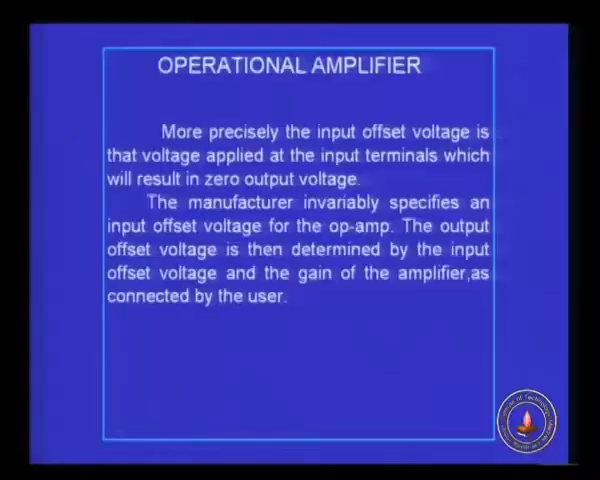 OPERATIONAL AMPLIFIER
More precisely the input offset voltage is
that voltage applied at the input terminals which
will result in zero output voltage.
The manufacturer invariably specifies an
input offset voltage for the op-amp. The output
offset voltage is then determined by the input
offset voltage and the gain of the amplifier,as
connected by the user.